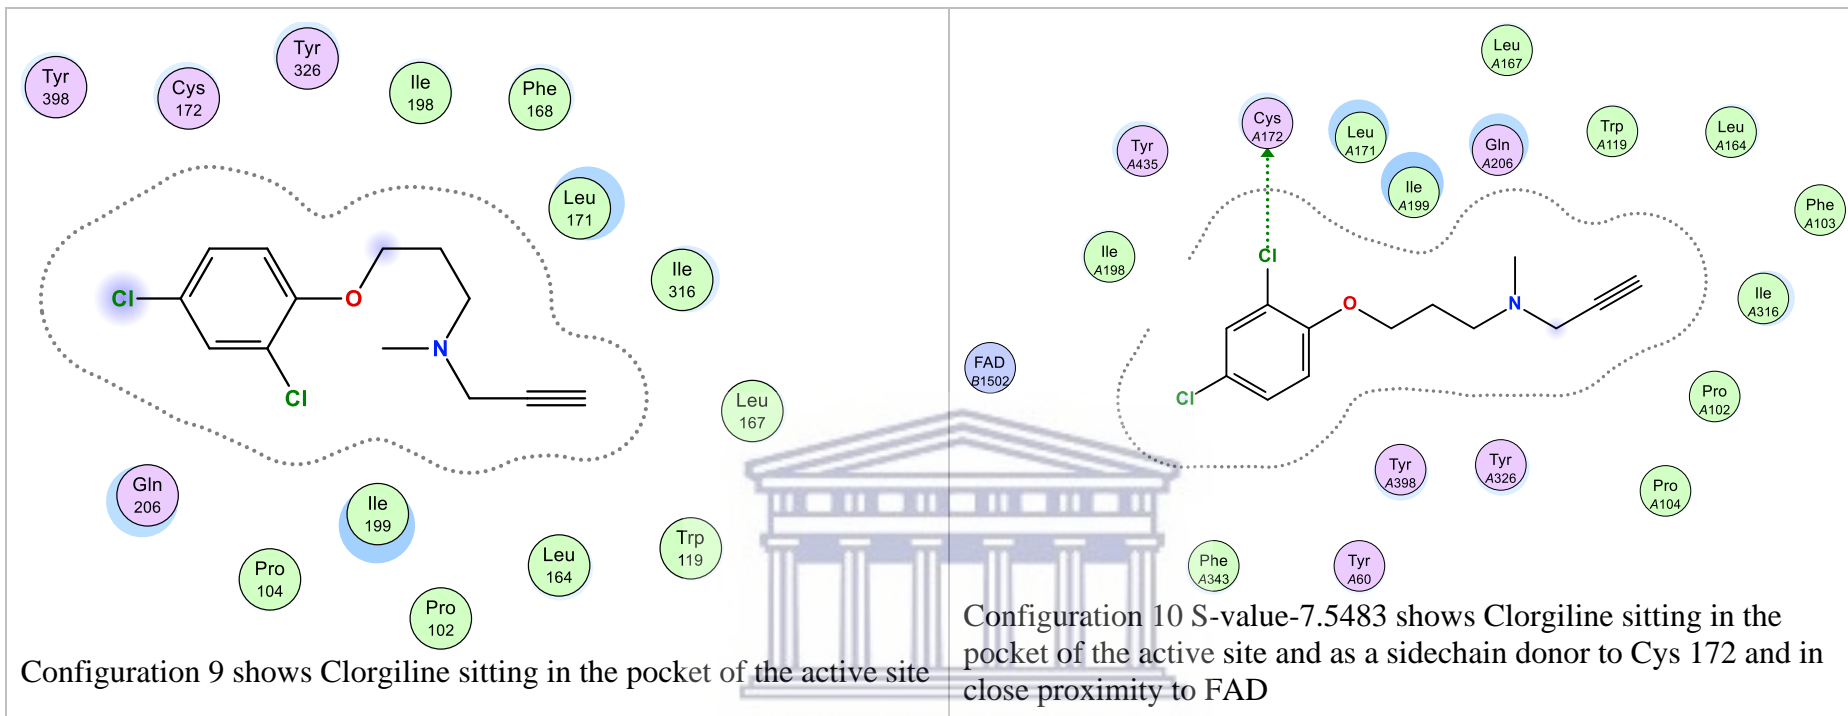 Tyr
398
Cys
172
Tyr
326
Ile
198
Phe
168
Leu
171
Ile
316
Cl
O
N
Cl
Leu
167
Gln
206
Ile
199
Pro
104
Pro
102
Leu
164
Trp
119
Configuration 9 shows Clorgiline sitting in the pocket of the active site
Leu
A167
Tyr
A435
Cys
A172
Leu
A171
Ile
A199
Gln
A206
Trp
A119
Leu
A164
Phe
A103
Ile
A198
Cl
O
N
Ile
A316
FAD
B1502
Cl
Pro
A102
Tyr
A398
Tyr
A326
Pro
A104
Phe
A343
Tyr
A60
Configuration 10 S-value-7.5483 shows Clorgiline sitting in the
pocket of the active site and as a sidechain donor to Cys 172 and in
close proximity to FAD